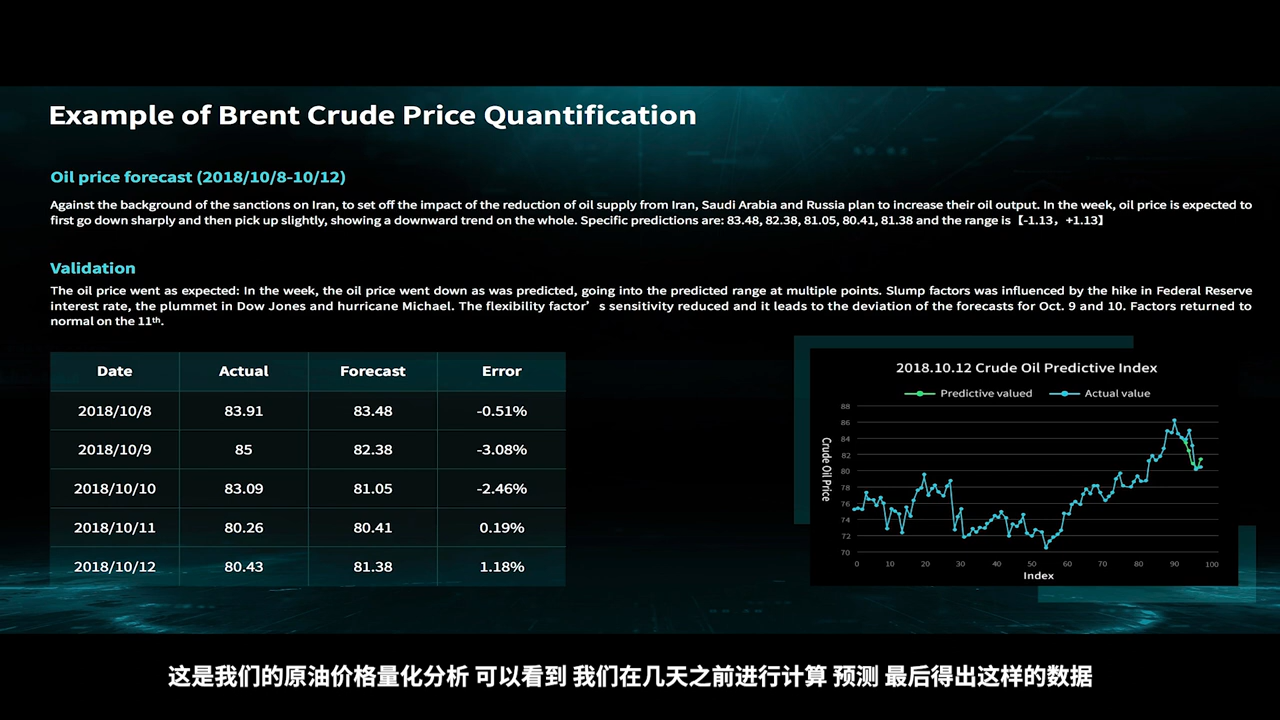 Example of Brent Crude Price Quantification
Oil price forecast (2018/10/8-10/12)
Against the background of the sanctions on Iran, to set off the impact of the reduction of oil supply from Iran, Saudi Arabia and Russia plan to increase their oil output. In the week, oil price is expected to
first go down sharply and then pick up slightly, showing a downward trend on the whole. Specific predictions are: 83.48, 82.38, 81.05, 80.41, 81.38 and the range is【-1.13，+1.13】
Validation
The oil price went as expected: In the week, the oil price went down as was predicted, going into the predicted range at multiple points. Slump factors was influenced by the hike in Federal Reserve
interest rate, the plummet in Dow Jones and hurricane Michael. The flexibility factor’s sensitivity reduced and it leads to the deviation of the forecasts for Oct. 9 and 10. Factors returned to
normal on the 11th.
Date Actual Forecast Error
2018/10/8 83.91 83.48 -0.51%
2018/10/9 85 82.38 -3.08%
2018/10/10 83.09 81.05 -2.46%
2018/10/11 80.26 80.41 0.19%
2018/10/12 80.43 81.38 1.18%
2018.10.12 Crude Oil Predictive Index
Predictive valued Actual value
Crude Oil Price
88
86
84
82
80
78
76
74
72
70
0 10 20 30 40 50 60 70 80 90 100
Index
这是我们的原油价格量化分析 可以看到 我们在几天之前进行计算 预测 最后得出这样的数据